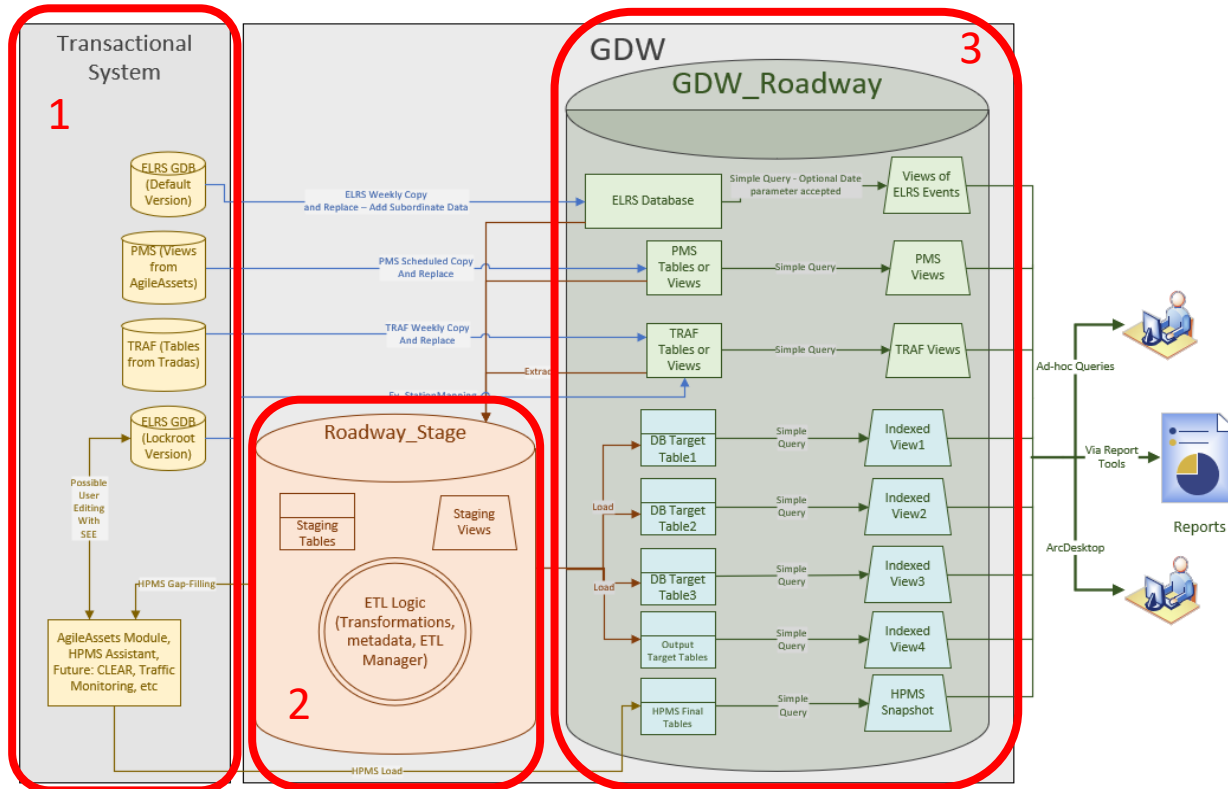 Transactional
System
1
GDW
3
GDW_Roadway
ELRS GDB
(Default
Version)
ELRS Weekly Copy
and Replace – Add Subordinate Data
ELRS Database
Simple Query - Optional Date
parameter accepted
Views of
ELRS Events
PMS (Views
from
AgileAssets)
PMS Scheduled Copy
And Replace
PMS
Tables or
Views
Simple Query
PMS
Views
TRAF (Tables
from Tradas)
TRAF Weekly Copy
And Replace
TRAF
Tables or
Views
Simple Query
TRAF Views
Extrac
Ex. StationMapping
ELRS GDB
(Lockroot
Version)
Possible
User
Editing
With
SEE
HPMS Gap-Filling
AgileAssets Module,
HPMS Assistant,
Future: CLEAR, Traffic
Monitoring, etc
HPMS Load
Roadway_Stage
Staging
Tables
Staging
Views
ETL Logic
(Transformations,
metadata, ETL
Manager)
2
Load
Load
DB Target
Table1
Simple
Query
Indexed
View1
DB Target
Table2
Simple
Query
Indexed
View2
DB Target
Table3
Simple
Query
Indexed
View3
Output
Target Tables
Simple
Query
Indexed
View4
HPMS Final
Tables
Simple
Query
HPMS
Snapshot
Ad-hoc Queries
Via Report
Tools
Reports
ArcDesktop